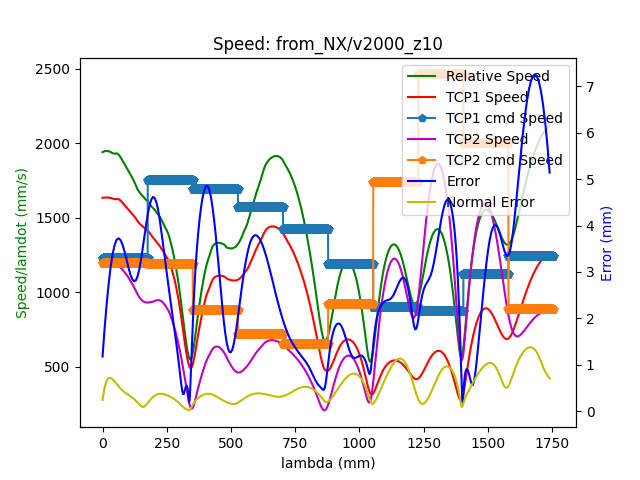 Speed: from_NX/v2000_z10
Speed/lamdot (mm/s)
2500
2000
1500
1000
500
Relative Speed
TCP1 Speed
TCP1 cmd Speed
TCP2 Speed
TCP2 cmd Speed
Error
Normal Error
7
6
5
4
3
2
1
0
Error (mm)
0 250 500 750 1000 1250 1500 1750
lambda (mm)